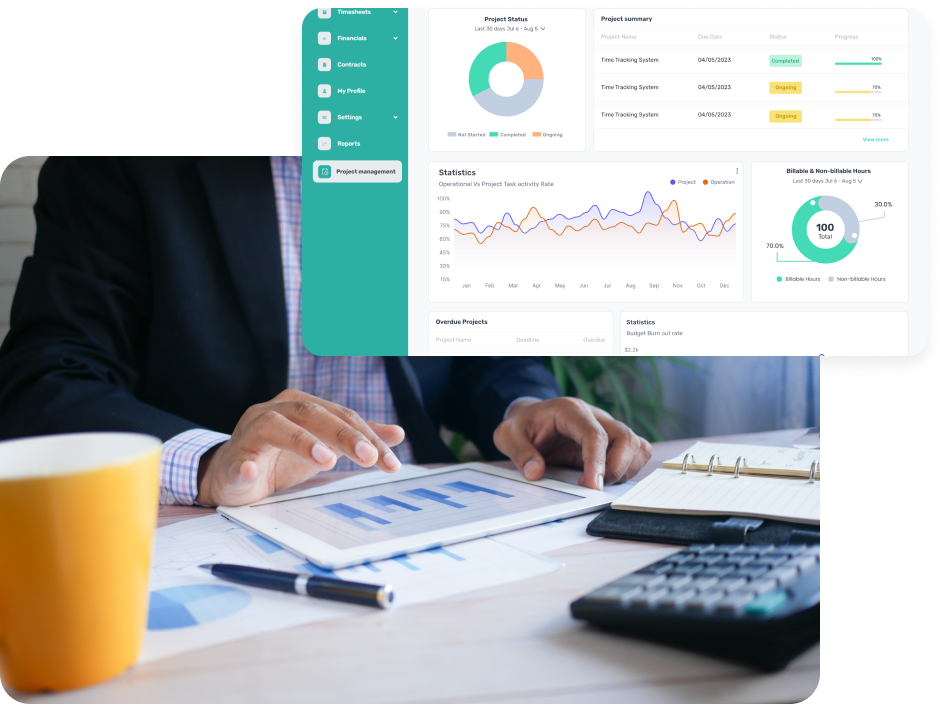 Timesheets
Financials
Contracts
My Profile
Settings
Reports
Project management
Project Status
Last 30 days Jul 6 - Aug 5
Not Started Completed Ongoing
Project summary
Project Name Due Date Status Progress
Time Tracking System 04/05/2023 Completed 100%
Time Tracking System 04/05/2023 Ongoing 70%
Time Tracking System 04/05/2023 Ongoing 70%
View more
Statistics
Operational Vs Project Task activity Rate
Project Operation
100%
90%
75%
60%
45%
30%
15%
Jan Feb Mar Apr May Jun Jul Aug Sep Nov Oct Dec
Billable & Non-billable Hours
Last 30 days Jul 6 - Aug 5
30.0%
100
Total
70.0%
Billable Hours Non-billable Hours
Overdue Projects
Project Name Deadline Overdue
Statistics
Budget Burn out rate
$2.2k